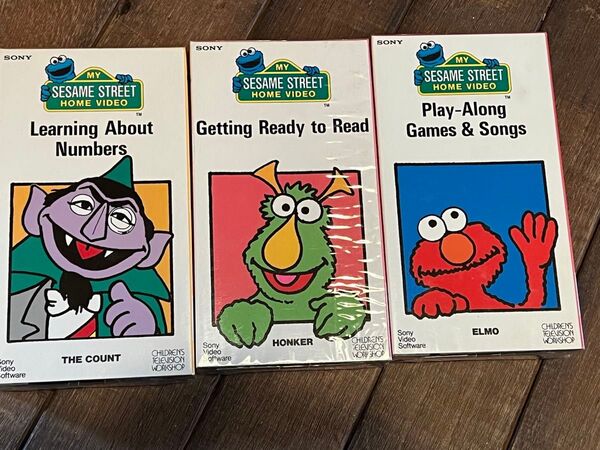 SONY
MY
SESAME STREET
HOME VIDEO
TM
Learning About
Numbers
THE COUNT
Sony
Video
Software
CHILDREN'S
TELEVISION
WORKSHOP
SONY
MY
SESAME STREET
HOME VIDEO
TM
Getting Ready to Read
HONKER
Sony
Video
Software
CHILDREN'S
TELEVISION
WORKSHOP
SONY
MY
SESAME STREET
HOME VIDEO
TM
Play-Along
Games & Songs
ELMO
Sony
Video
Software
CHILDREN'S
TELEVISION
WORKSHOP